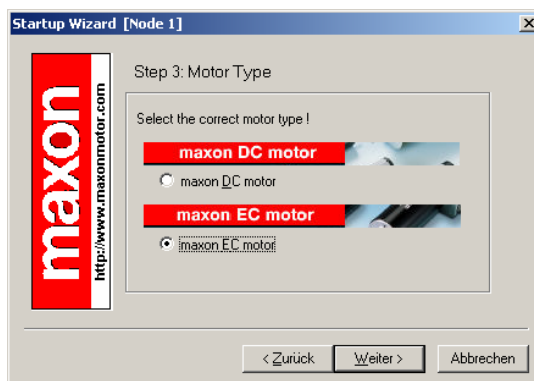 Startup Wizard [Node 1]
maxon
http://www.maxonmotor.com
Step 3: Motor Type
Select the correct motor type !
maxon DC motor
maxon DC motor
maxon EC motor
maxon EC motor
< Zurück
Weiter >
Abbrechen